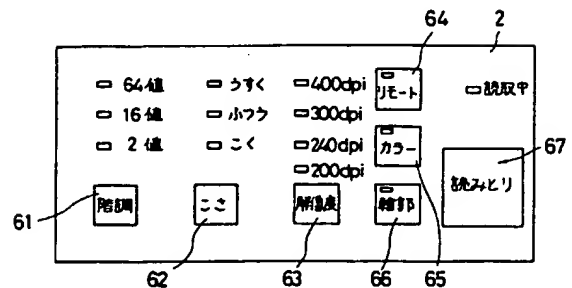 64
2
64値 うすく 400dpi リモート 読取中
16値 ふつう 300dpi
2値 こく 240dpi カラー 67
200dpi 読みとり
61 階調 こさ 解像度 輪郭
62 63 66 65